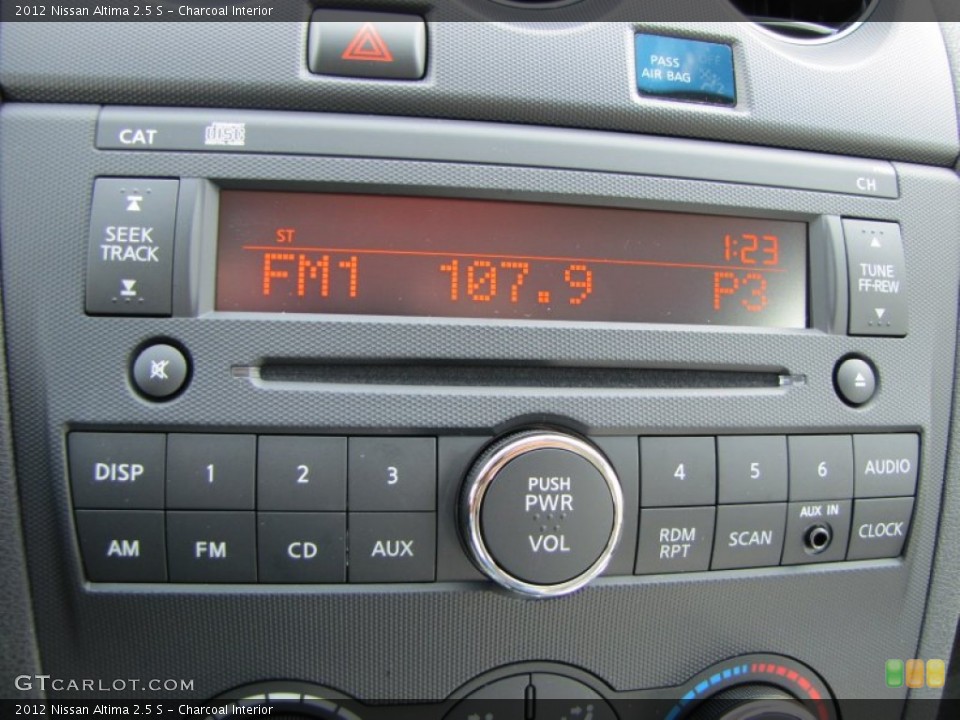 2012 Nissan Altima 2.5 S - Charcoal Interior
PASS OFF
AIR BAG
CAT
disc
CH
SEEK
TRACK
ST
1:23
FM1 107.9 P3
TUNE
FF-REW
DISP 1 2 3
PUSH
PWR
VOL
4 5 6 AUDIO
AM FM CD AUX
RDM
RPT
SCAN
AUX IN
CLOCK
GTCARLOT.COM
2012 Nissan Altima 2.5 S - Charcoal Interior